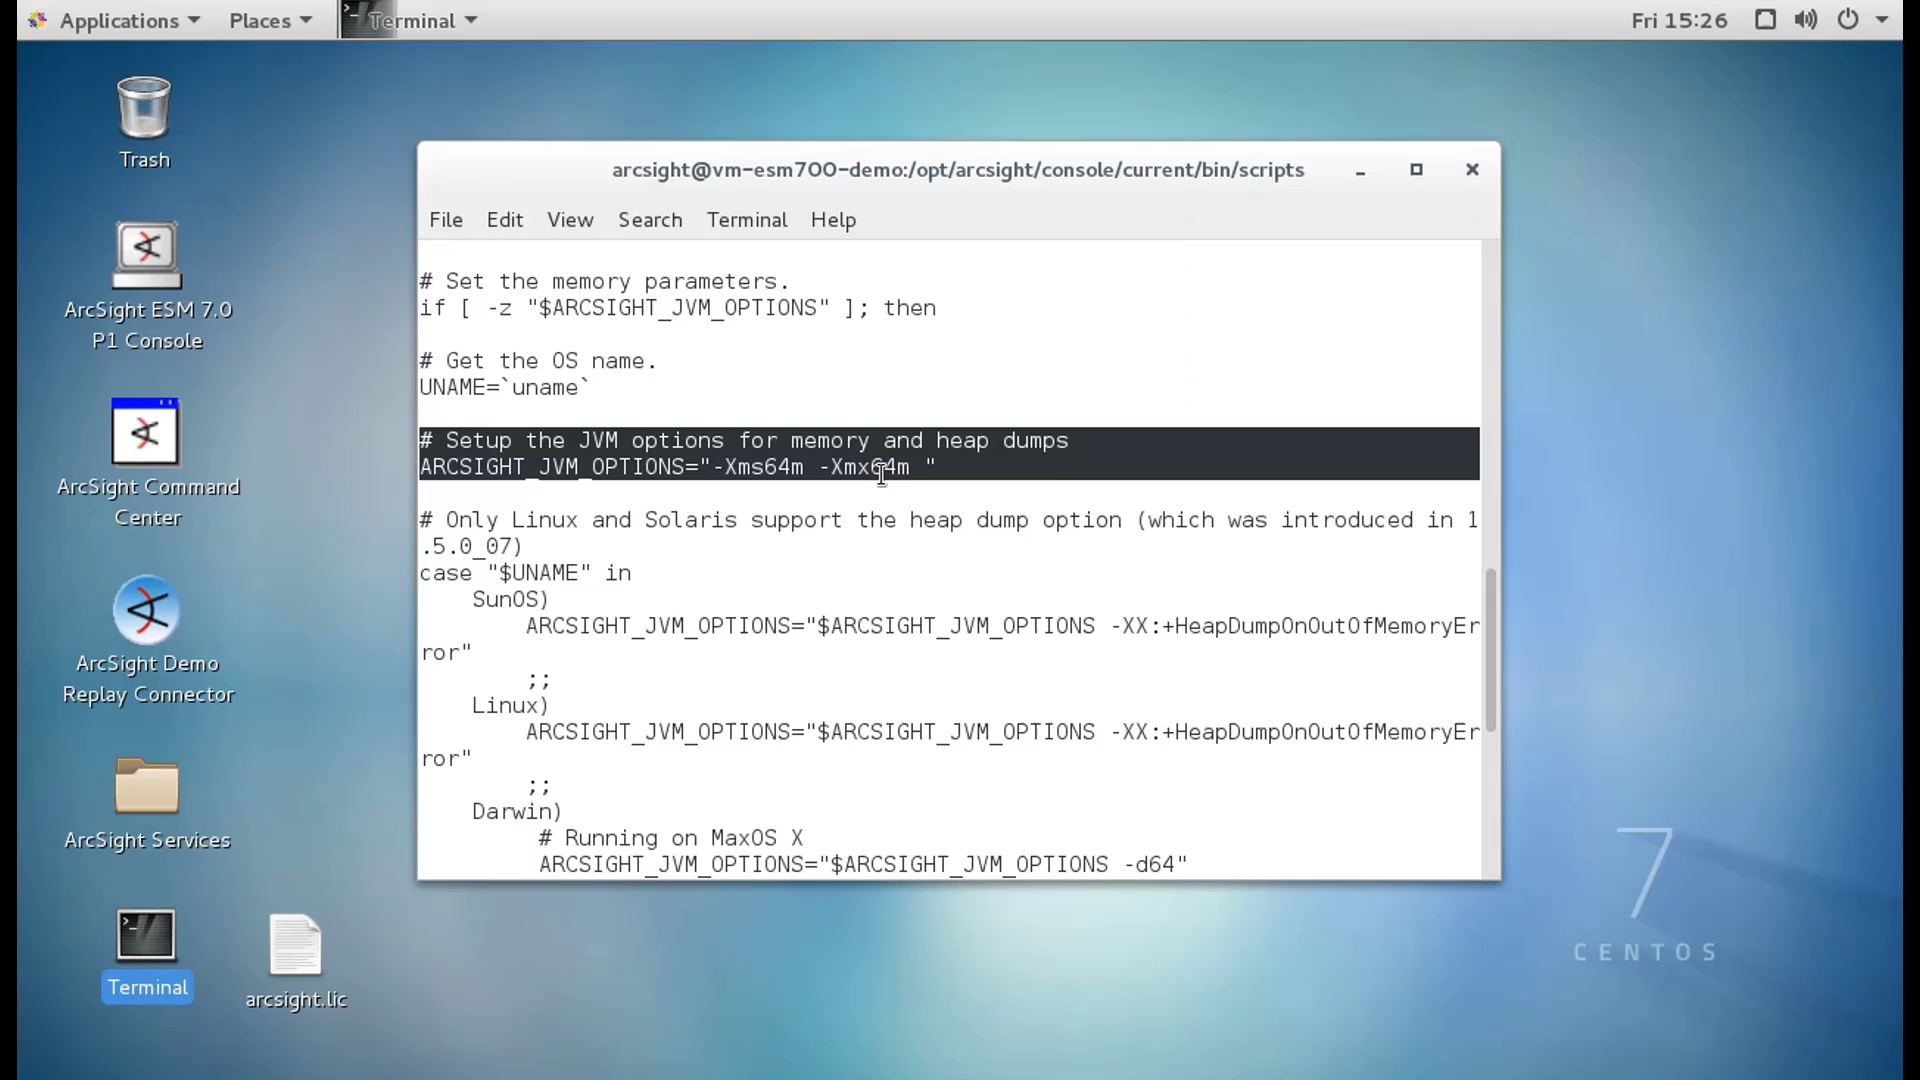 Applications
Places
Terminal
Fri 15:26
Trash
ArcSight ESM 7.0
P1 Console
ArcSight Command
Center
ArcSight Demo
Replay Connector
ArcSight Services
Terminal
arcsight.lic
arcsight@vm-esm700-demo:/opt/arcsight/console/current/bin/scripts
File Edit View Search Terminal Help
# Set the memory parameters.
if [ -z "$ARCSIGHT_JVM_OPTIONS" ]; then
# Get the OS name.
UNAME=`uname`
# Setup the JVM options for memory and heap dumps
ARCSIGHT_JVM_OPTIONS="-Xms64m -Xmx64m "
# Only Linux and Solaris support the heap dump option (which was introduced in 1
.5.0_07)
case "$UNAME" in
SunOS)
ARCSIGHT_JVM_OPTIONS="$ARCSIGHT_JVM_OPTIONS -XX:+HeapDumpOnOutOfMemoryEr
ror"
;;
Linux)
ARCSIGHT_JVM_OPTIONS="$ARCSIGHT_JVM_OPTIONS -XX:+HeapDumpOnOutOfMemoryEr
ror"
;;
Darwin)
# Running on MaxOS X
ARCSIGHT_JVM_OPTIONS="$ARCSIGHT_JVM_OPTIONS -d64"
7
CENTOS